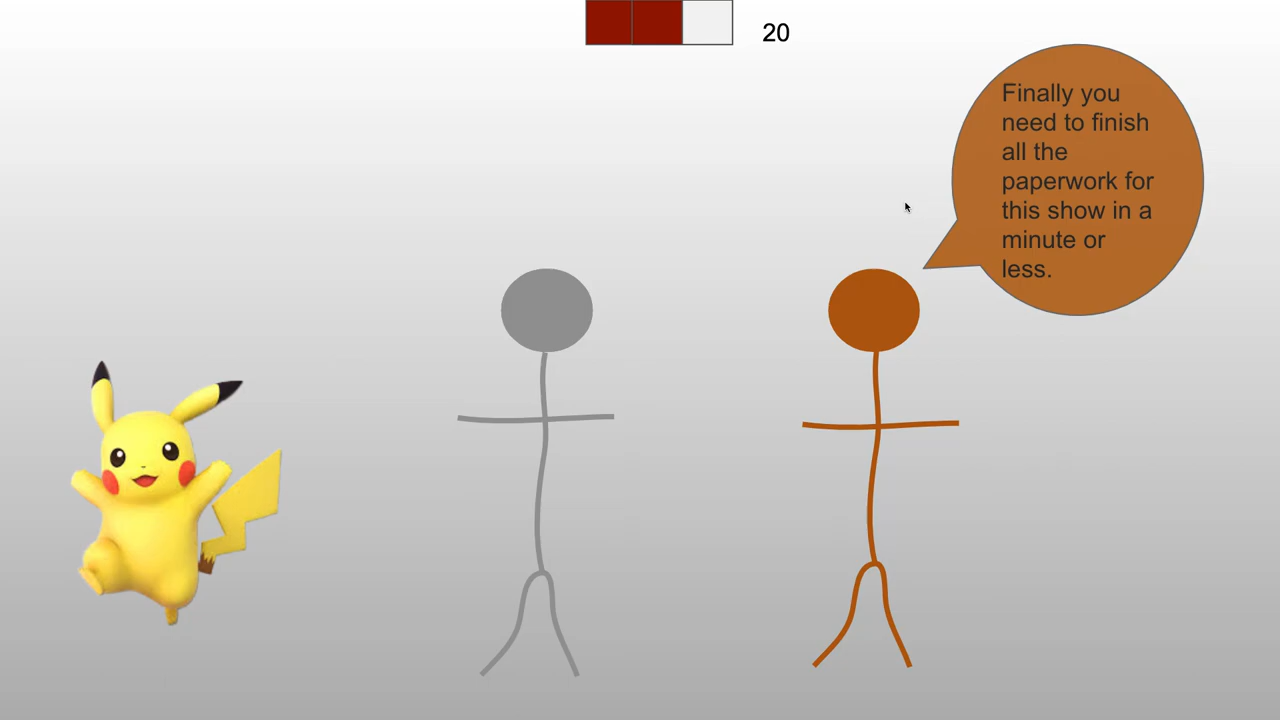 20
Finally you
need to finish
all the
paperwork for
this show in a
minute or
less.